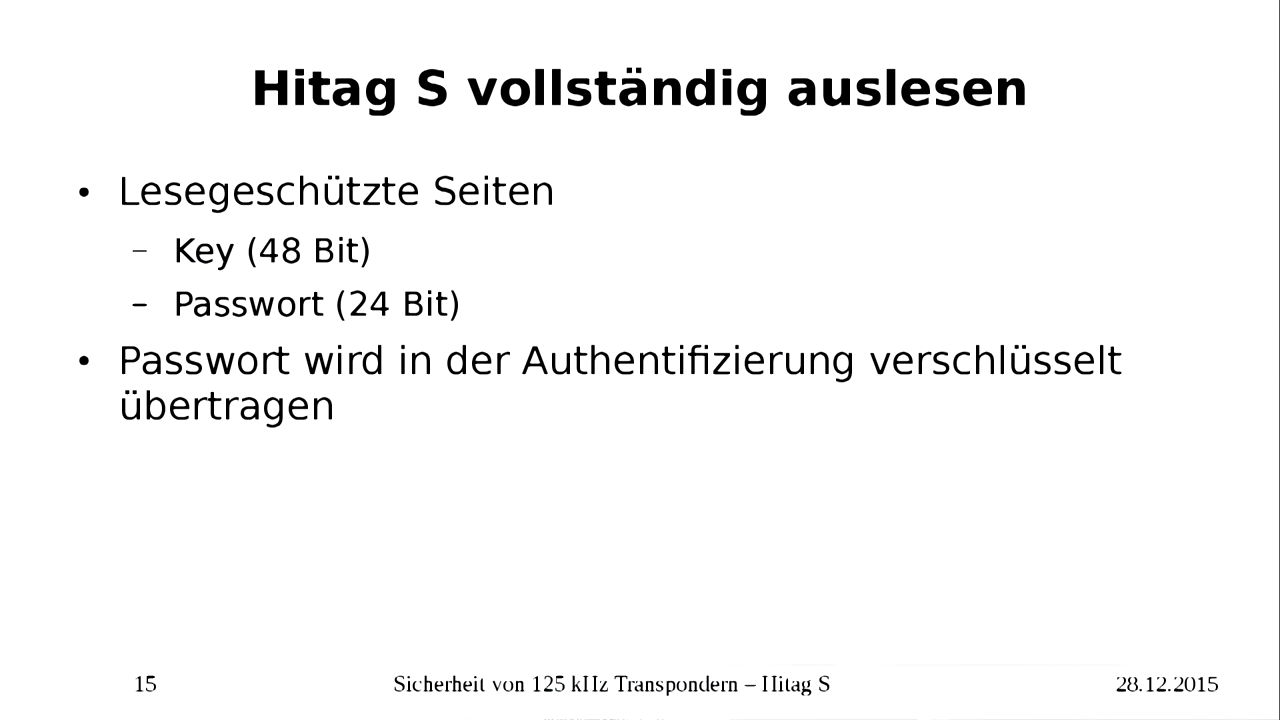 Hitag S vollständig auslesen
• Lesegeschützte Seiten
– Key (48 Bit)
– Passwort (24 Bit)
• Passwort wird in der Authentifizierung verschlüsselt
übertragen
15 Sicherheit von 125 kHz Transpondern – Hitag S 28.12.2015